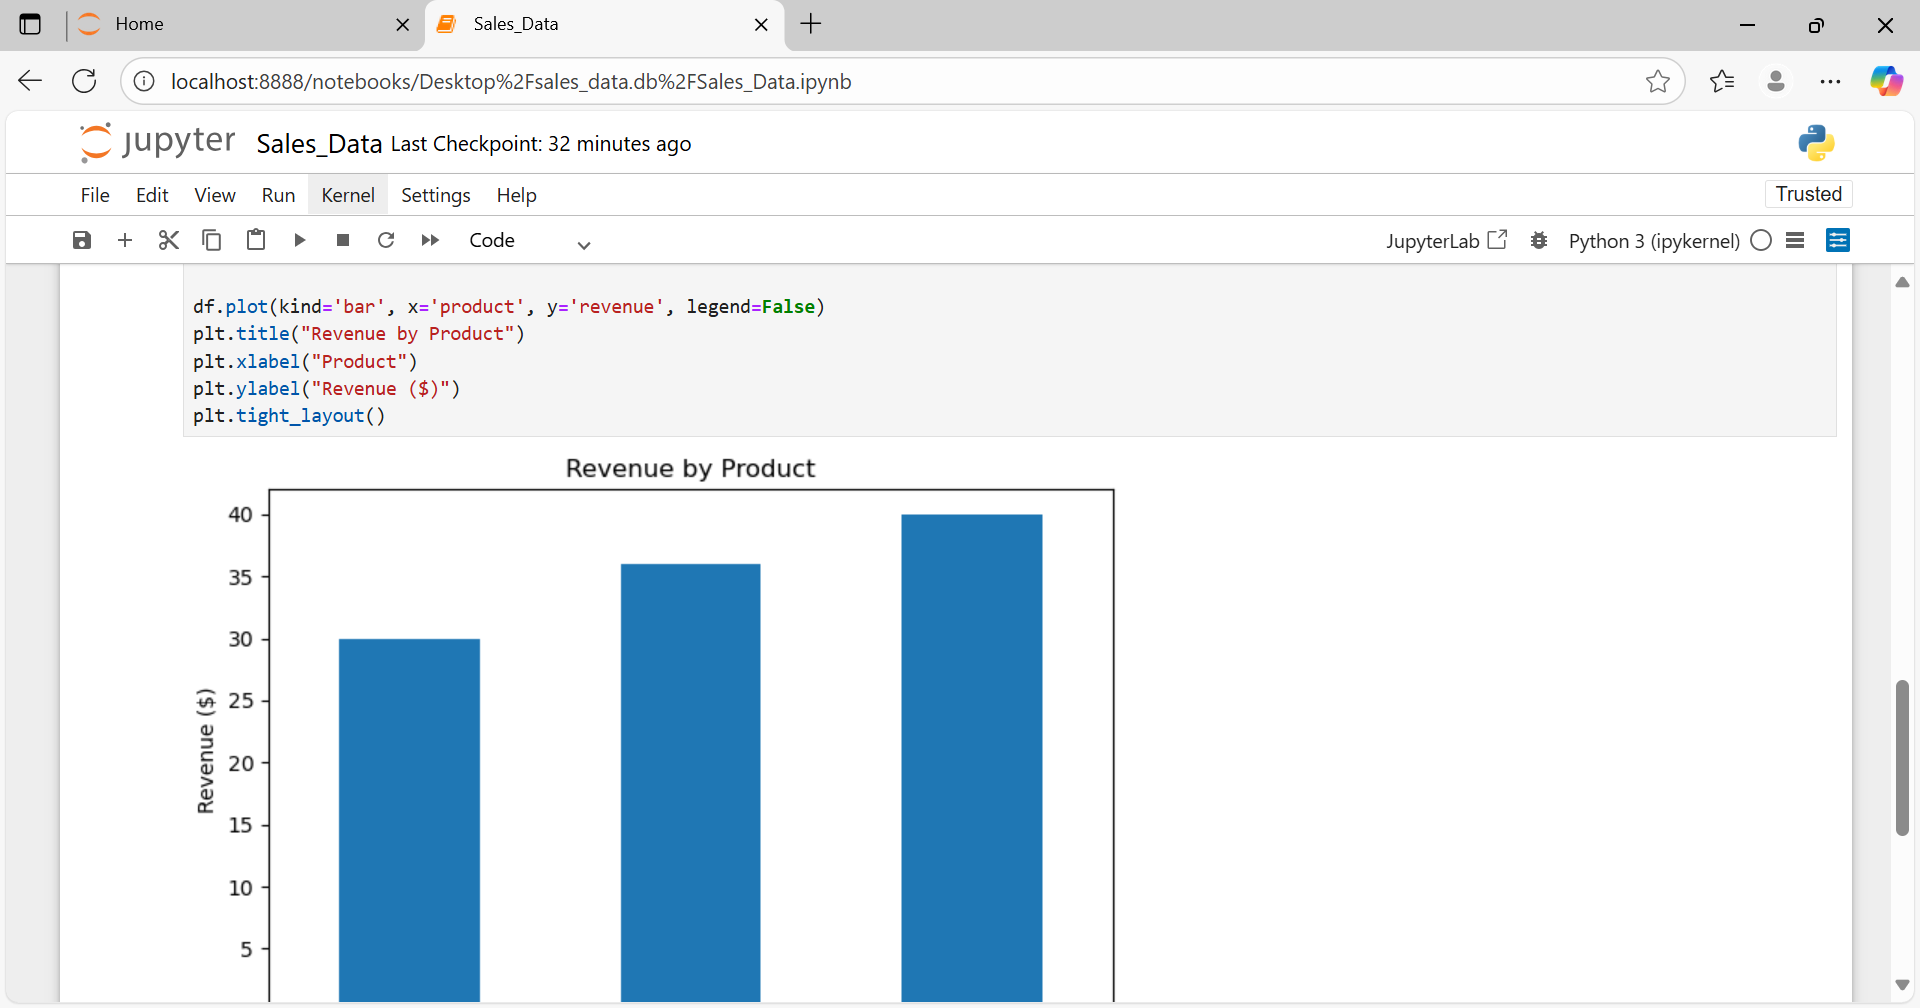 Home
Sales_Data
localhost:8888/notebooks/Desktop%2Fsales_data.db%2FSales_Data.ipynb
jupyter Sales_Data Last Checkpoint: 32 minutes ago
File Edit View Run Kernel Settings Help
Trusted
Code
JupyterLab
Python 3 (ipykernel)
df.plot(kind='bar', x='product', y='revenue', legend=False)
plt.title("Revenue by Product")
plt.xlabel("Product")
plt.ylabel("Revenue ($)")
plt.tight_layout()
Revenue by Product
40
35
30
25
20
15
10
5
Revenue ($)